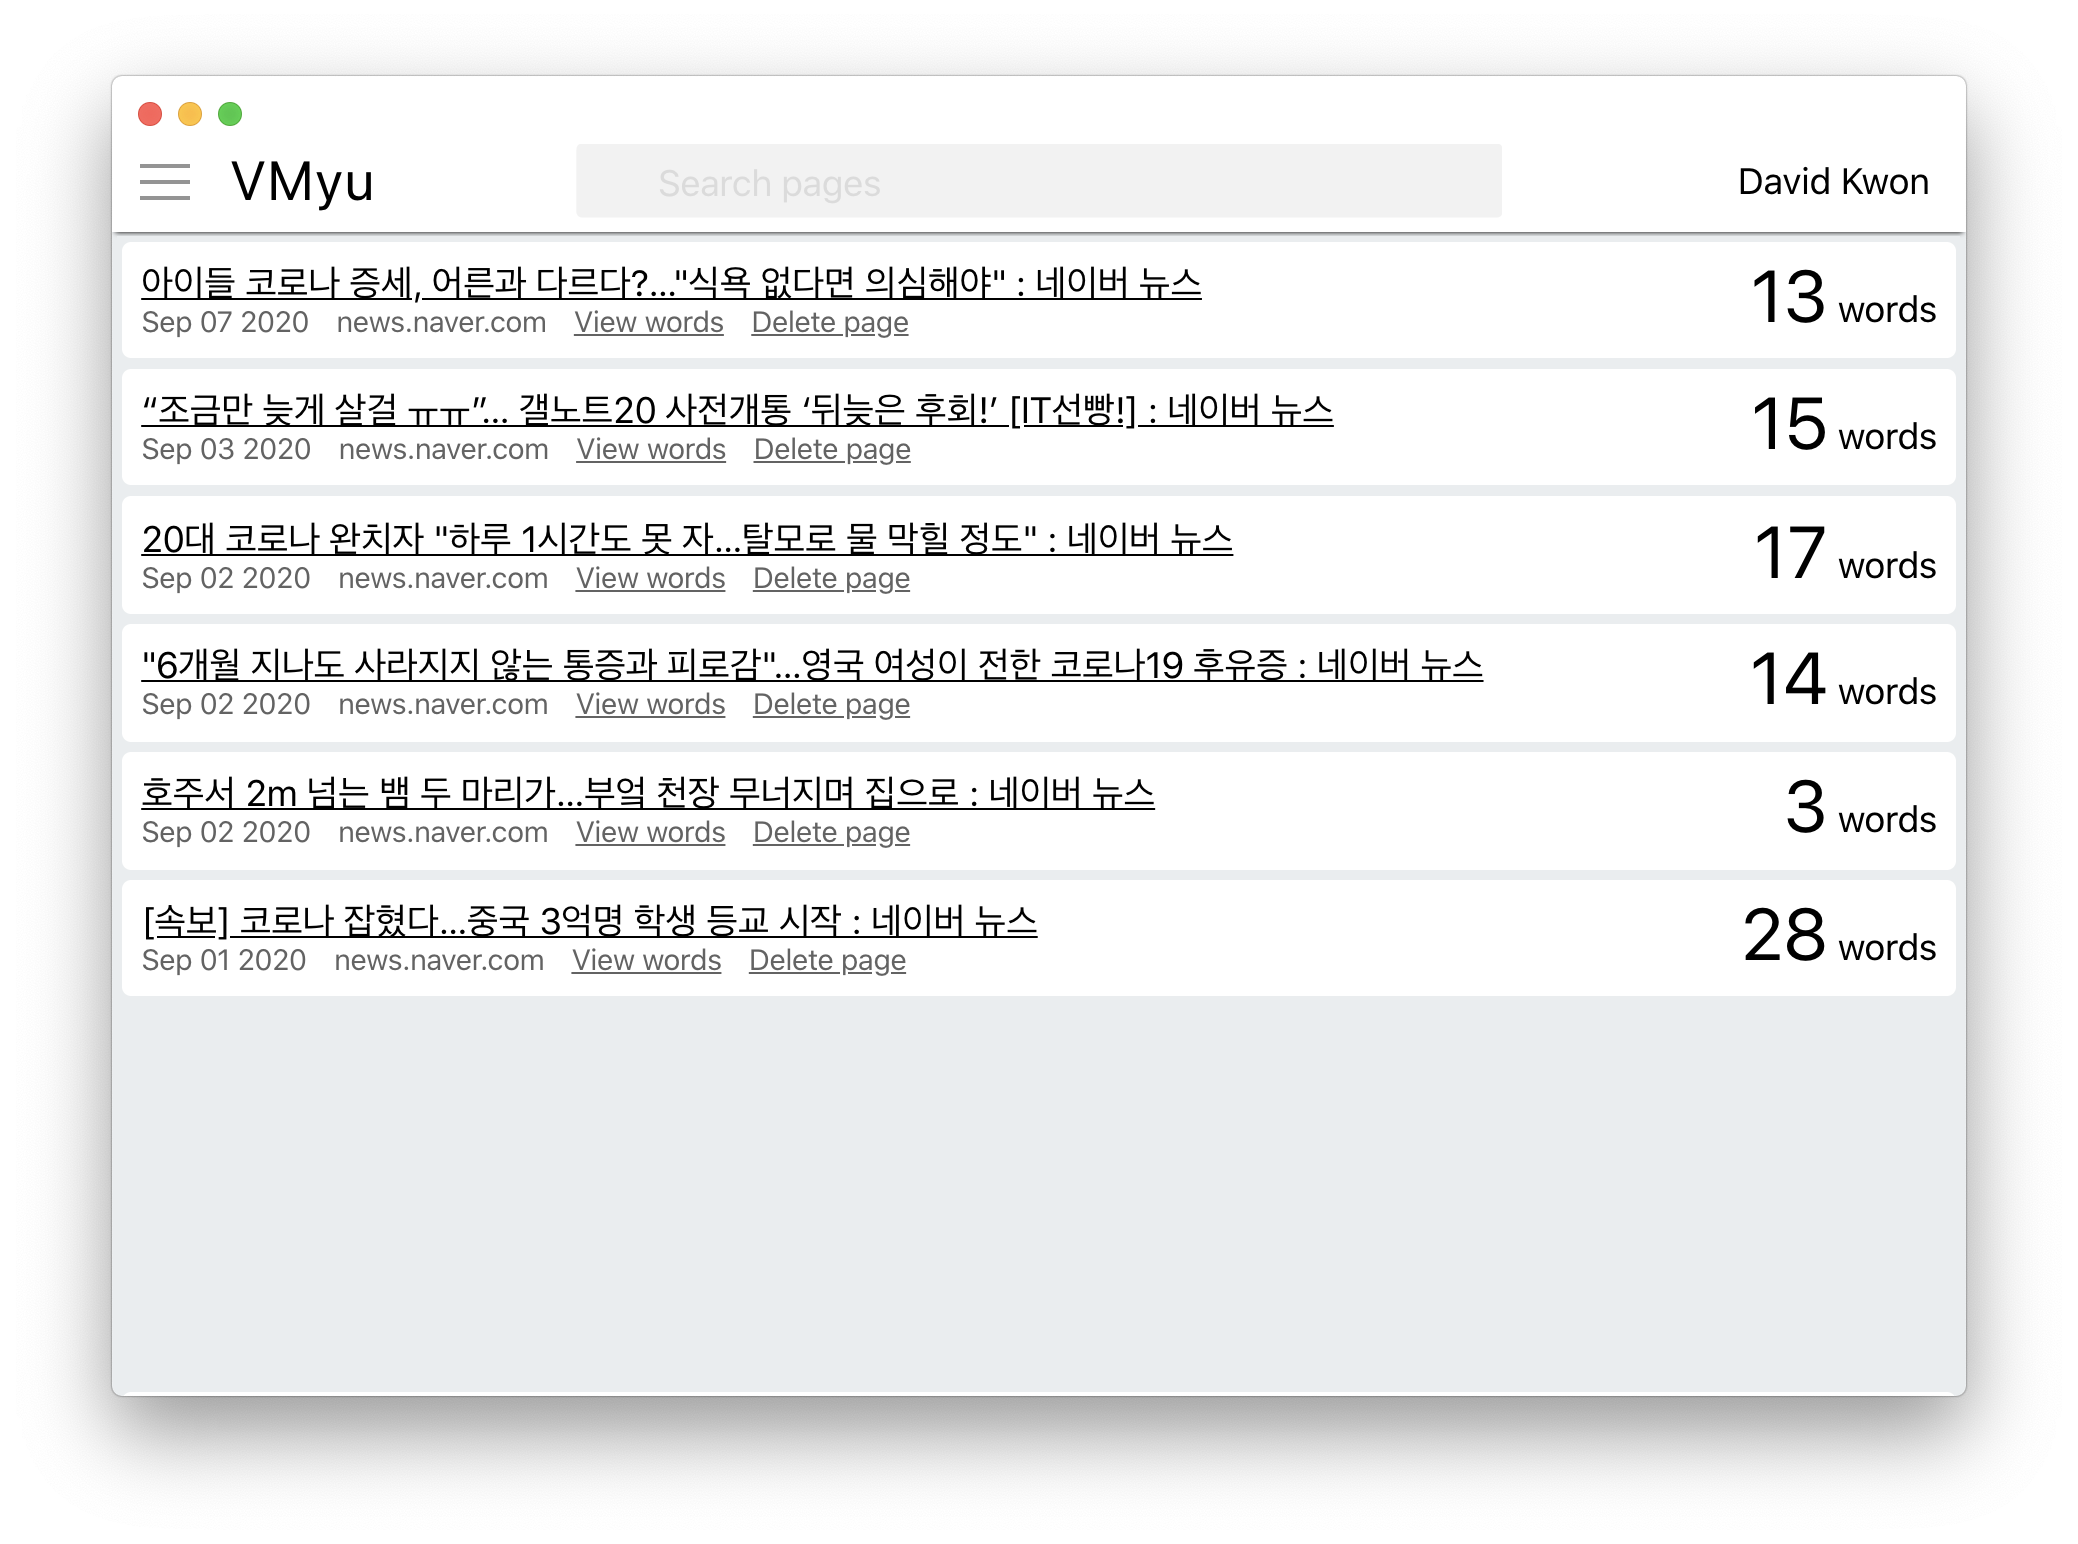 VMyu
Search pages
David Kwon
아이들 코로나 증세, 어른과 다르다?..."식욕 없다면 의심해야" : 네이버 뉴스
13 words
Sep 07 2020 news.naver.com View words Delete page
“조금만 늦게 살걸 ㅠㅠ”… 갤노트20 사전개통 ‘뒤늦은 후회!’ [IT선빵!] : 네이버 뉴스
15 words
Sep 03 2020 news.naver.com View words Delete page
20대 코로나 완치자 "하루 1시간도 못 자…탈모로 물 막힐 정도" : 네이버 뉴스
17 words
Sep 02 2020 news.naver.com View words Delete page
"6개월 지나도 사라지지 않는 통증과 피로감"…영국 여성이 전한 코로나19 후유증 : 네이버 뉴스
14 words
Sep 02 2020 news.naver.com View words Delete page
호주서 2m 넘는 뱀 두 마리가…부엌 천장 무너지며 집으로 : 네이버 뉴스
3 words
Sep 02 2020 news.naver.com View words Delete page
[속보] 코로나 잡혔다…중국 3억명 학생 등교 시작 : 네이버 뉴스
28 words
Sep 01 2020 news.naver.com View words Delete page